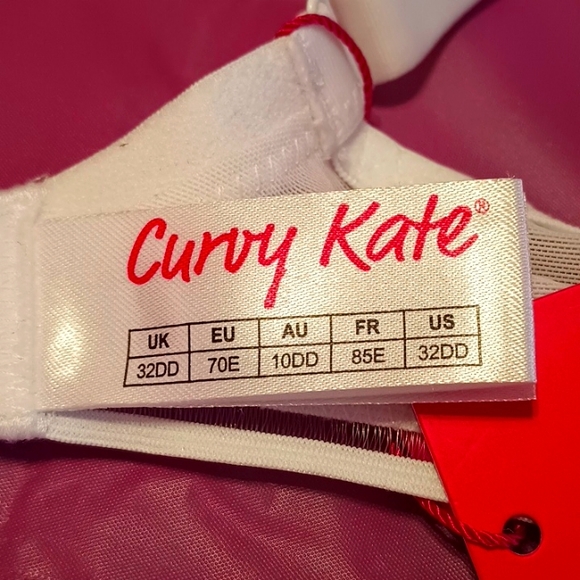 Curvy Kate®
UK EU AU FR US
32DD 70E 10DD 85E 32DD